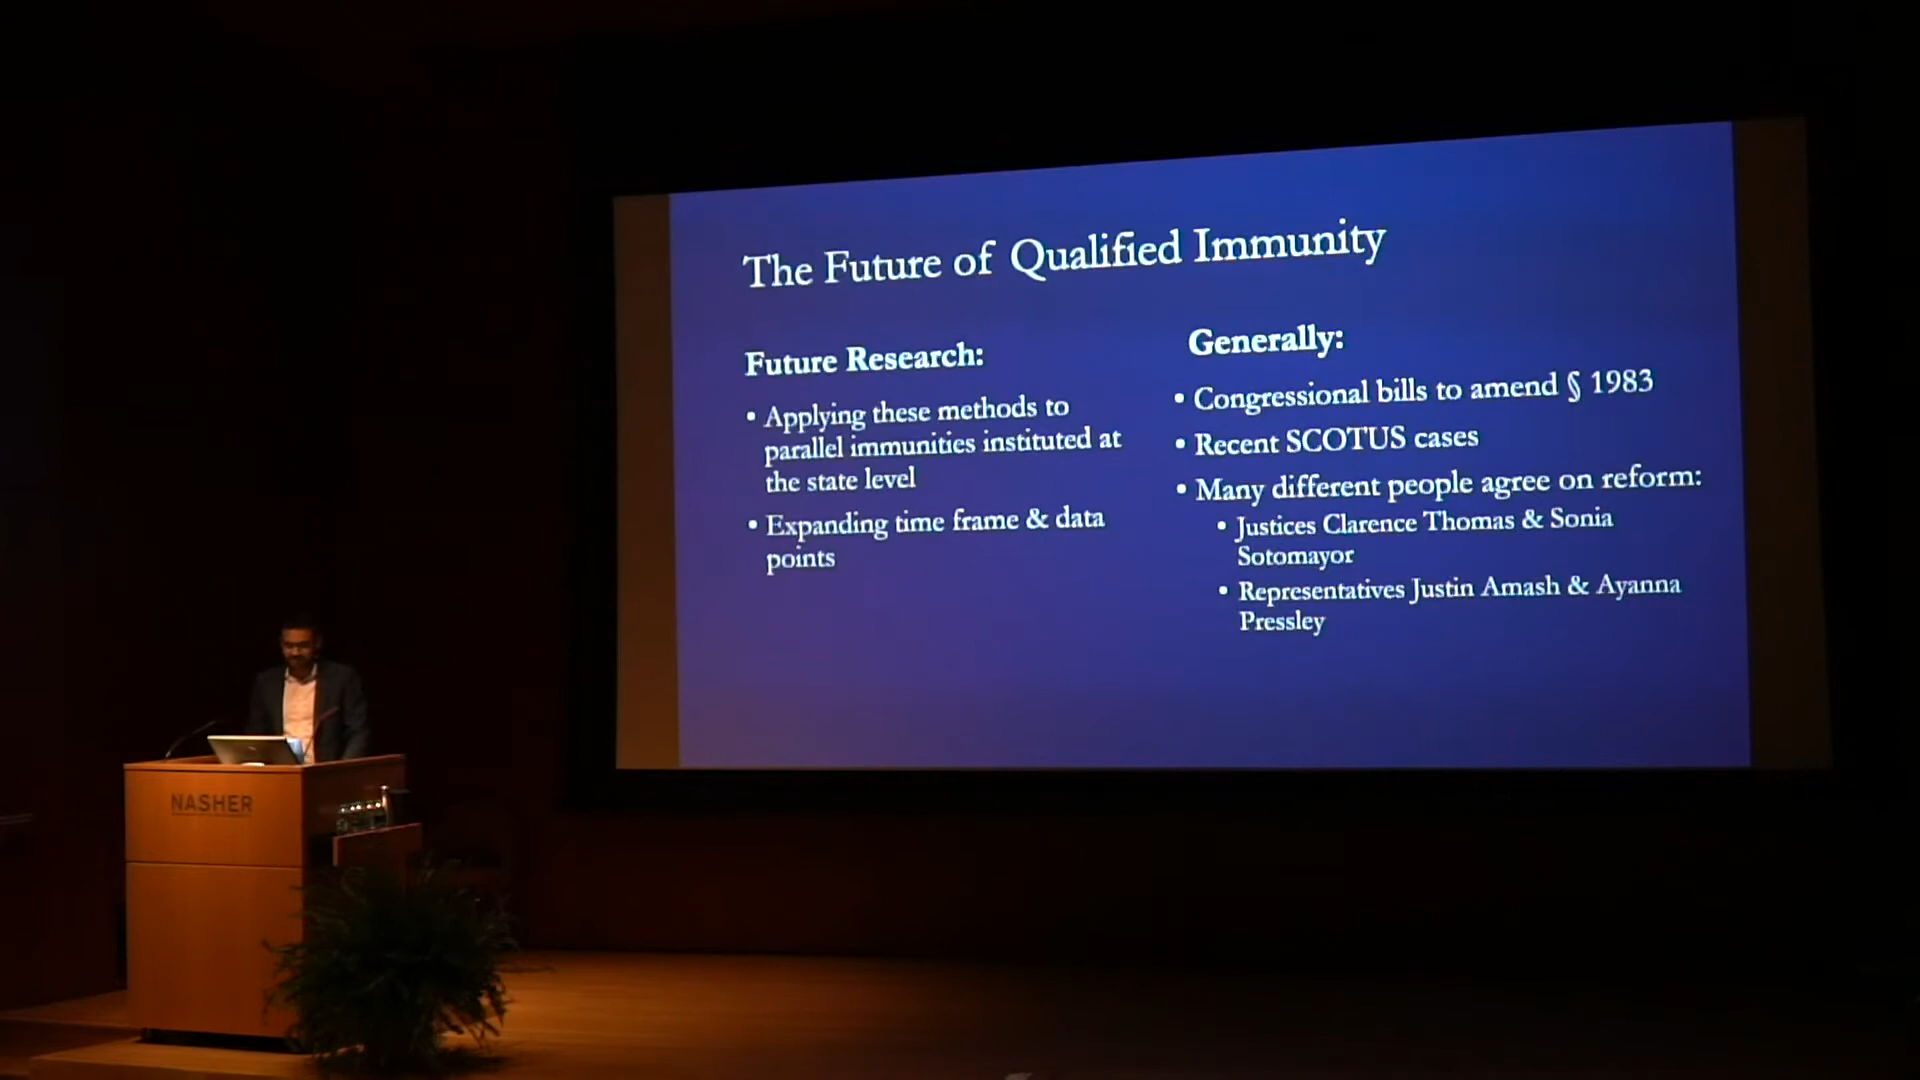 The Future of Qualified Immunity
Future Research:
• Applying these methods to
parallel immunities instituted at
the state level
• Expanding time frame & data
points
Generally:
• Congressional bills to amend § 1983
• Recent SCOTUS cases
• Many different people agree on reform:
• Justices Clarence Thomas & Sonia
Sotomayor
• Representatives Justin Amash & Ayanna
Pressley
NASHER